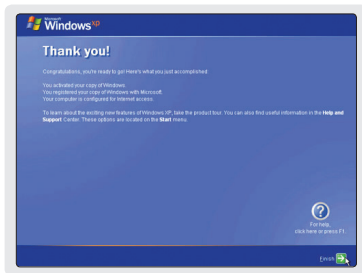 Microsoft
Windows xp
Thank you!
Congratulations, you're ready to go! Here's what you just accomplished:
You activated your copy of Windows.
You registered your copy of Windows with Microsoft.
Your computer is configured for Internet access.
To learn about the exciting new features of Windows XP, take the product tour. You can also find useful information in the Help and
Support Center. These options are located on the Start menu.
For help,
click here or press F1.
Finish